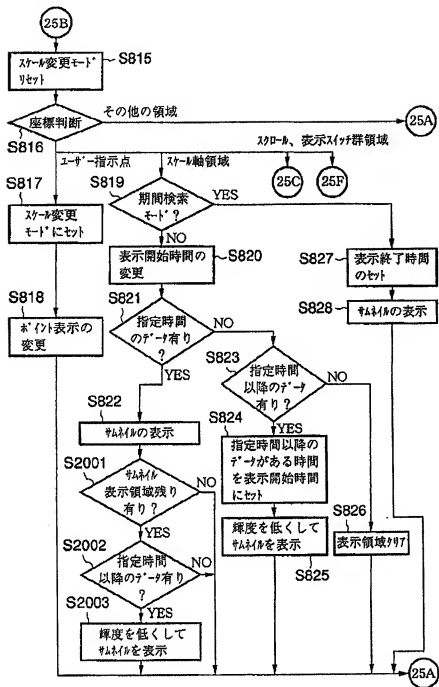 25B
S815
スケール変更モード
リセット
その他の領域
座標判断
25A
S816
スクロール、表示スイッチ群領域
ユーザー指示点
スケール軸領域
S817
S819
25C
25F
期間検索
モード?
YES
スケール変更
モードにセット
NO
S820
表示開始時間の
変更
S827
表示終了時間
のセット
S818
S821
S828
ポイント表示の
変更
指定時間
のデータ有り
?
NO
サムネイルの表示
S823
YES
指定時間
以降のデータ
有り?
NO
S822
S824
YES
サムネイルの表示
指定時間以降の
データがある時間
を表示開始時間
にセット
S2001
サムネイル
表示領域残り
有り?
NO
S826
YES
輝度を低くして
サムネイルを表示
表示領域クリア
S2002
指定時間
以降のデータ有り
?
NO
S825
S2003
YES
輝度を低くして
サムネイルを表示
25A